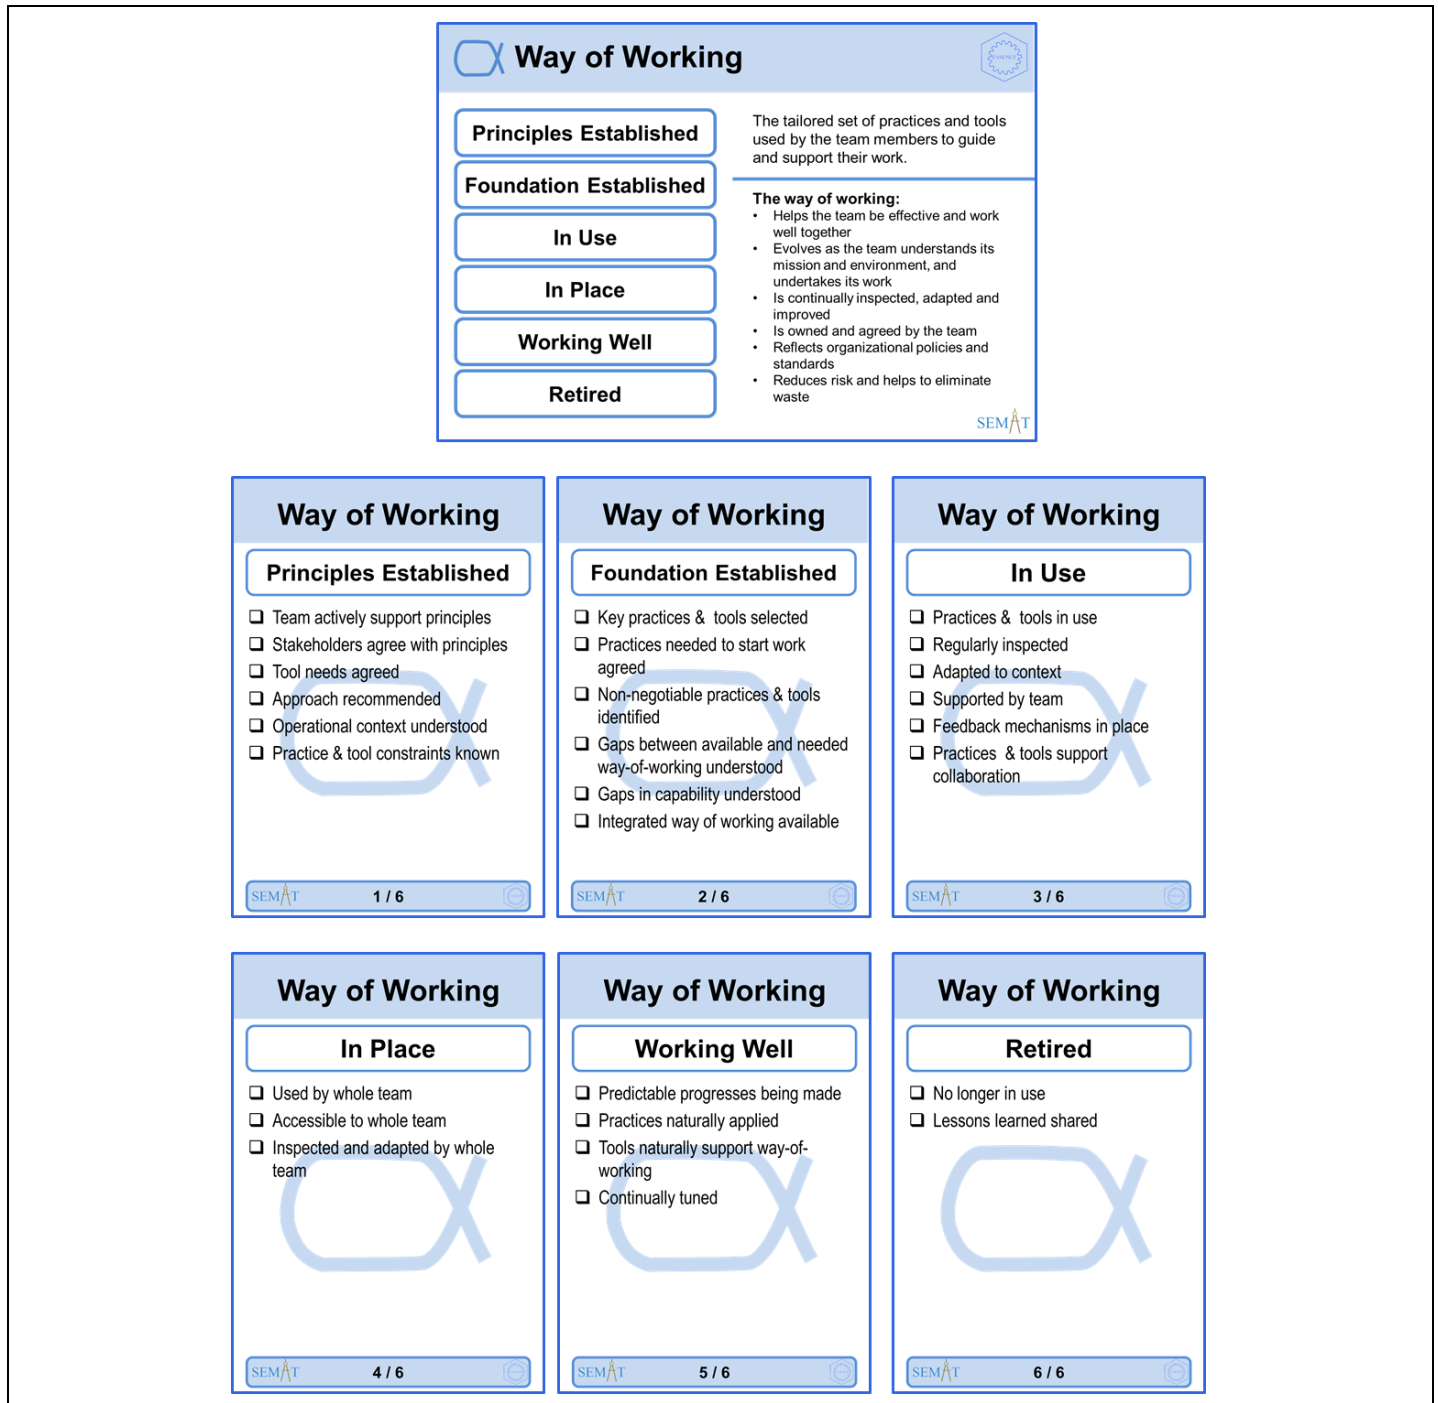 Way of Working
ESSENCE
Principles Established
Foundation Established
In Use
In Place
Working Well
Retired
The tailored set of practices and tools
used by the team members to guide
and support their work.
The way of working:
• Helps the team be effective and work
well together
• Evolves as the team understands its
mission and environment, and
undertakes its work
• Is continually inspected, adapted and
improved
• Is owned and agreed by the team
• Reflects organizational policies and
standards
• Reduces risk and helps to eliminate
waste
SEMAT
Way of Working
Principles Established
❑ Team actively support principles
❑ Stakeholders agree with principles
❑ Tool needs agreed
❑ Approach recommended
❑ Operational context understood
❑ Practice & tool constraints known
SEMAT 1 / 6
Way of Working
Foundation Established
❑ Key practices & tools selected
❑ Practices needed to start work
agreed
❑ Non-negotiable practices & tools
identified
❑ Gaps between available and needed
way-of-working understood
❑ Gaps in capability understood
❑ Integrated way of working available
SEMAT 2 / 6
Way of Working
In Use
❑ Practices & tools in use
❑ Regularly inspected
❑ Adapted to context
❑ Supported by team
❑ Feedback mechanisms in place
❑ Practices & tools support
collaboration
SEMAT 3 / 6
Way of Working
In Place
❑ Used by whole team
❑ Accessible to whole team
❑ Inspected and adapted by whole
team
SEMAT 4 / 6
Way of Working
Working Well
❑ Predictable progresses being made
❑ Practices naturally applied
❑ Tools naturally support way-of-
working
❑ Continually tuned
SEMAT 5 / 6
Way of Working
Retired
❑ No longer in use
❑ Lessons learned shared
SEMAT 6 / 6